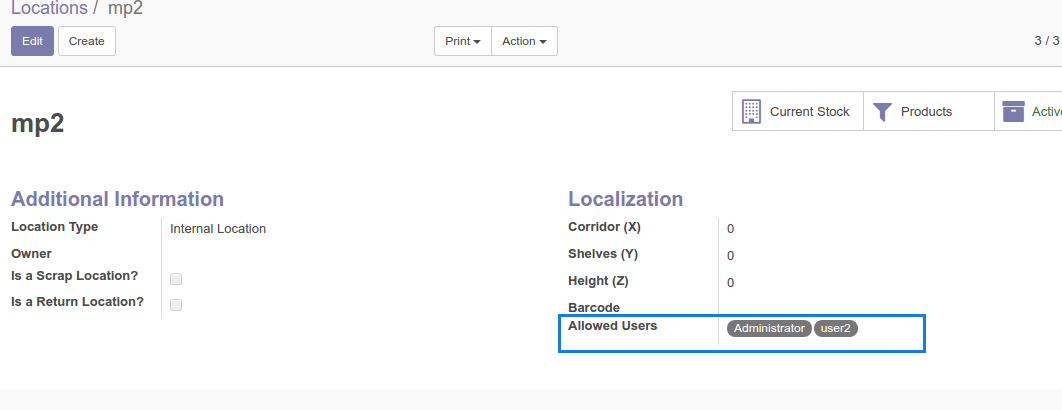 Locations / mp2
Edit Create Print Action 3 / 3
mp2
Current Stock Products
Additional Information
Location Type Internal Location
Owner
Is a Scrap Location?
Is a Return Location?
Localization
Corridor (X) 0
Shelves (Y) 0
Height (Z) 0
Barcode
Allowed Users Administrator user2